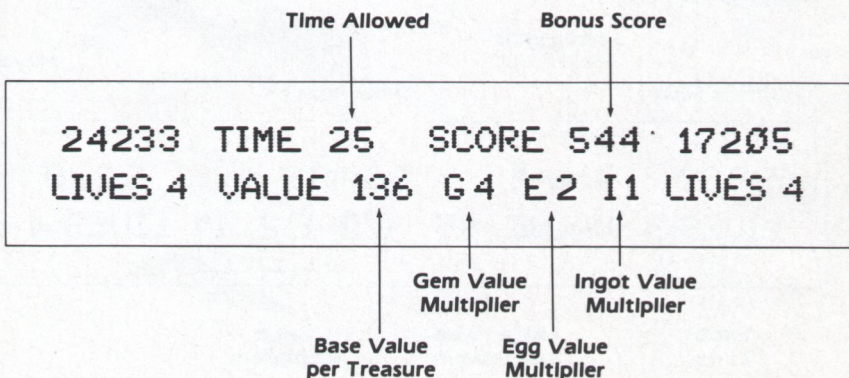 Time Allowed Bonus Score
24233 TIME 25 SCORE 544 17205
LIVES 4 VALUE 136 G4 E2 I1 LIVES 4
Gem Value Multiplier
Ingot Value Multiplier
Base Value per Treasure
Egg Value Multiplier